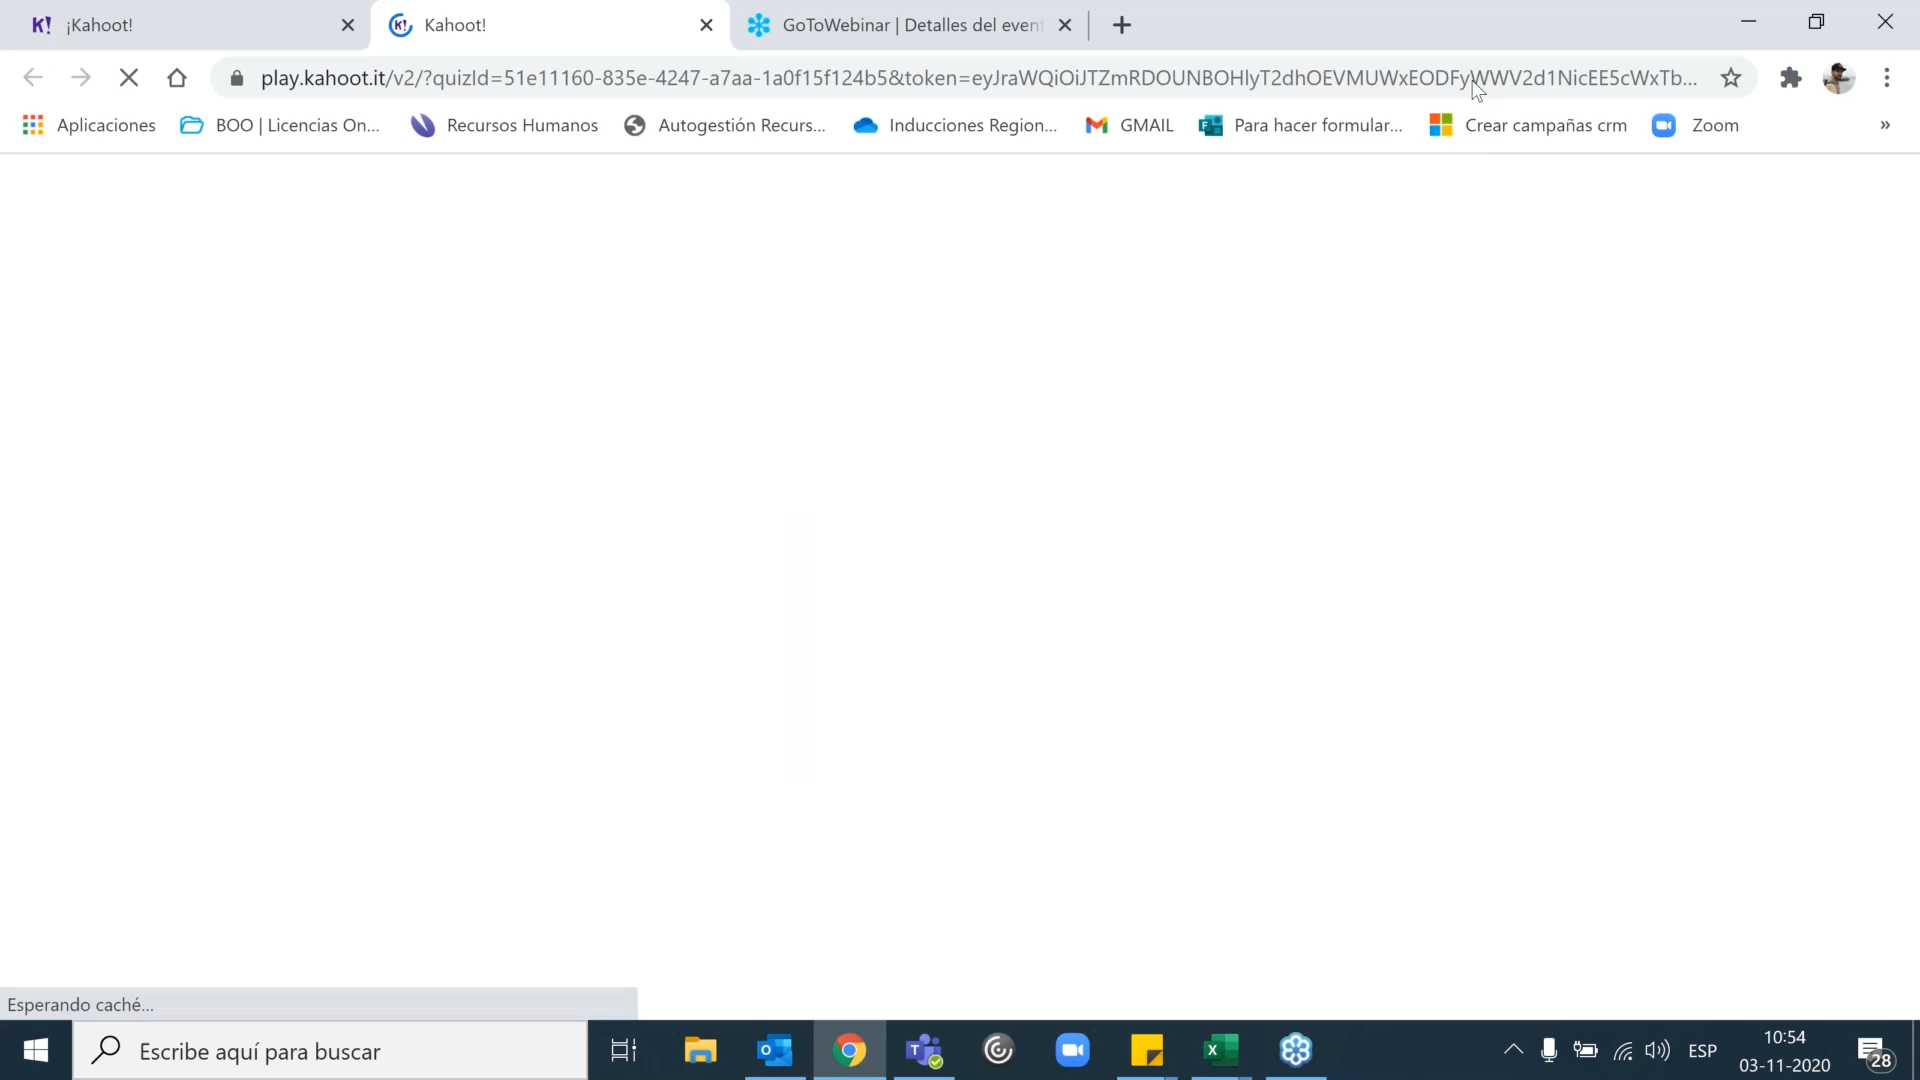 K! ¡Kahoot!
K! Kahoot!
GoToWebinar | Detalles del event
play.kahoot.it/v2/?quizId=51e11160-835e-4247-a7aa-1a0f15f124b5&token=eyJraWQiOiJTZmRDOUNBOHlyT2dhOEVMUWxEODFyWWV2d1NicEE5cWxTb...
Aplicaciones
BOO | Licencias On...
Recursos Humanos
Autogestión Recurs...
Inducciones Region...
GMAIL
Para hacer formular...
Crear campañas crm
Zoom
»
Esperando caché...
Escribe aquí para buscar
ESP
10:54
03-11-2020
28